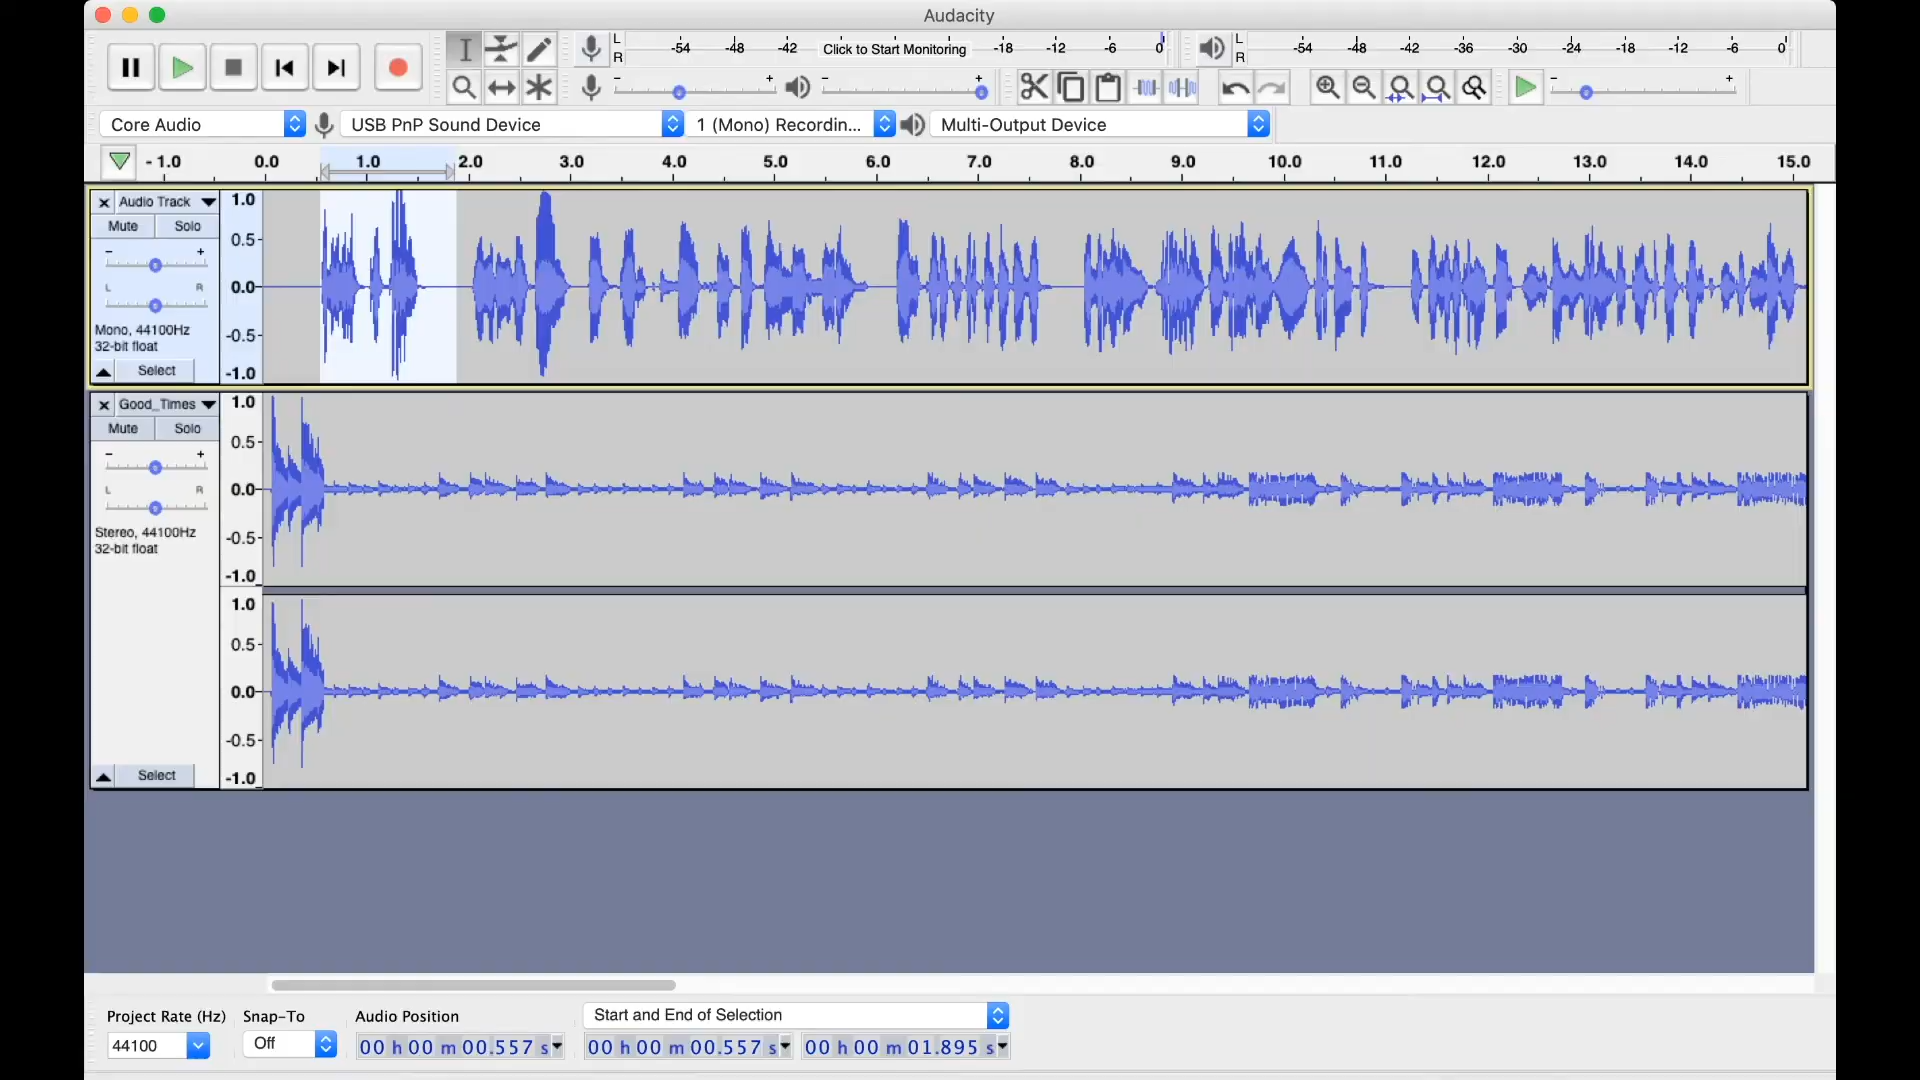 Audacity
L R -54 -48 -42 Click to Start Monitoring -18 -12 -6 0
L R -54 -48 -42 -36 -30 -24 -18 -12 -6 0
- + - + - +
Core Audio USB PnP Sound Device 1 (Mono) Recordin... Multi-Output Device
- 1.0 0.0 1.0 2.0 3.0 4.0 5.0 6.0 7.0 8.0 9.0 10.0 11.0 12.0 13.0 14.0 15.0
Audio Track 1.0
Mute Solo 0.5
- +
L R 0.0
Mono, 44100Hz -0.5
32-bit float
Select -1.0
Good_Times 1.0
Mute Solo 0.5
- +
L R 0.0
Stereo, 44100Hz -0.5
32-bit float
-1.0
1.0
0.5
0.0
-0.5
Select -1.0
Project Rate (Hz) Snap-To Audio Position Start and End of Selection
44100 Off 00 h 00 m 00.557 s 00 h 00 m 00.557 s 00 h 00 m 01.895 s